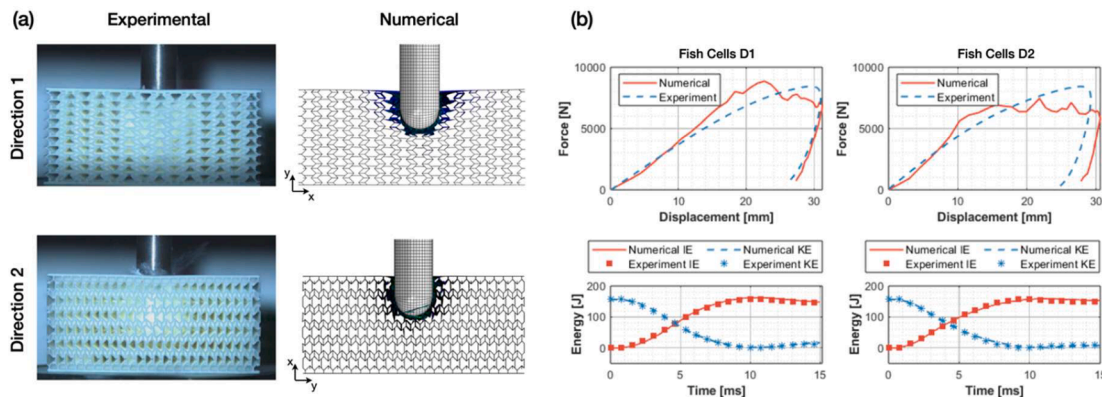 (a)
Experimental
Numerical
Direction 1
y
x
Direction 2
x
y
(b)
Fish Cells D1
10000
5000
0
Force [N]
Numerical
Experiment
0 10 20 30
Displacement [mm]
Fish Cells D2
10000
5000
0
Force [N]
Numerical
Experiment
0 10 20 30
Displacement [mm]
Numerical IE Numerical KE
Experiment IE Experiment KE
200
100
0
Energy [J]
0 5 10 15
Time [ms]
Numerical IE Numerical KE
Experiment IE Experiment KE
200
100
0
Energy [J]
0 5 10 15
Time [ms]